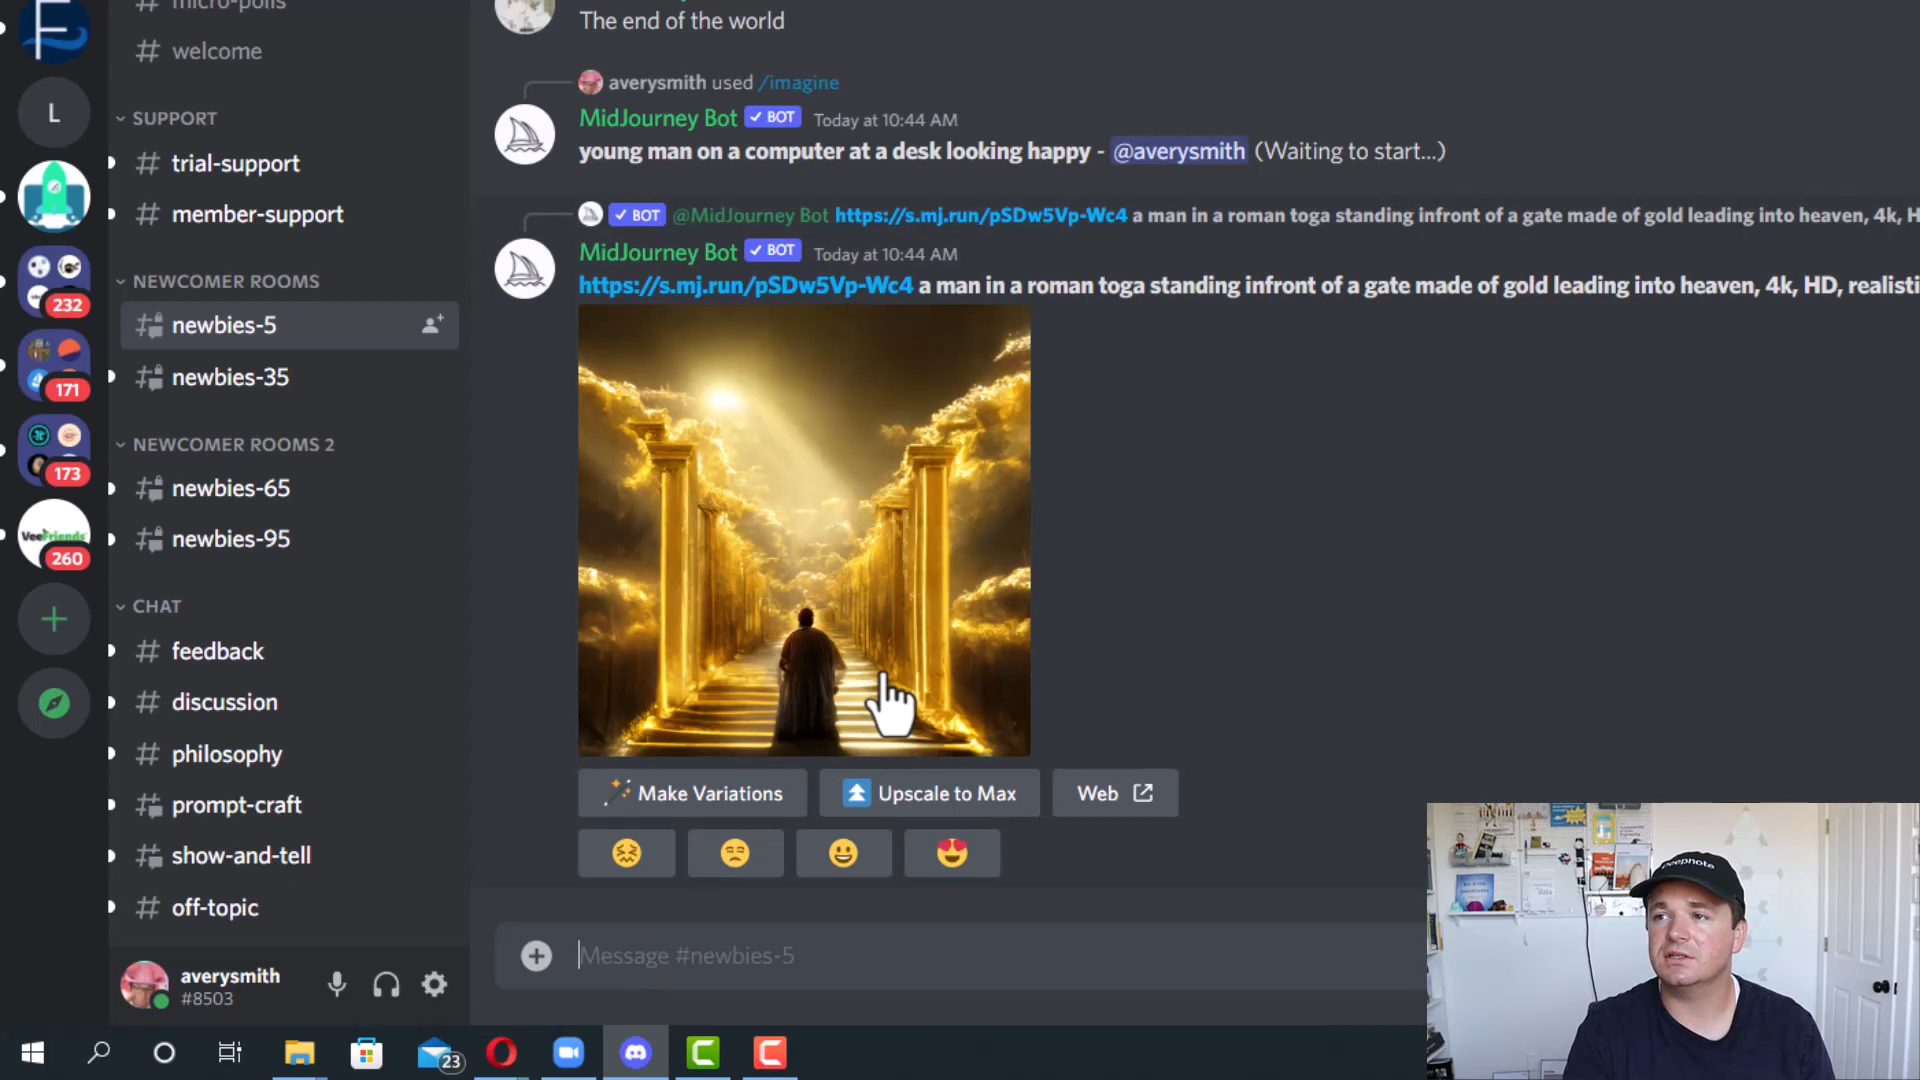 micro-polls
# welcome
SUPPORT
# trial-support
# member-support
NEWCOMER ROOMS
newbies-5
newbies-35
NEWCOMER ROOMS 2
newbies-65
newbies-95
CHAT
# feedback
# discussion
# philosophy
prompt-craft
show-and-tell
# off-topic
averysmith
#8503
L
232
171
173
VeeFriends
260
The end of the world
averysmith used /imagine
MidJourney Bot ✓ BOT Today at 10:44 AM
young man on a computer at a desk looking happy - @averysmith (Waiting to start...)
✓ BOT @MidJourney Bot https://s.mj.run/pSDw5Vp-Wc4 a man in a roman toga standing infront of a gate made of gold leading into heaven, 4k, H
MidJourney Bot ✓ BOT Today at 10:44 AM
https://s.mj.run/pSDw5Vp-Wc4 a man in a roman toga standing infront of a gate made of gold leading into heaven, 4k, HD, realisti
Make Variations Upscale to Max Web
Message #newbies-5
deepnote
23